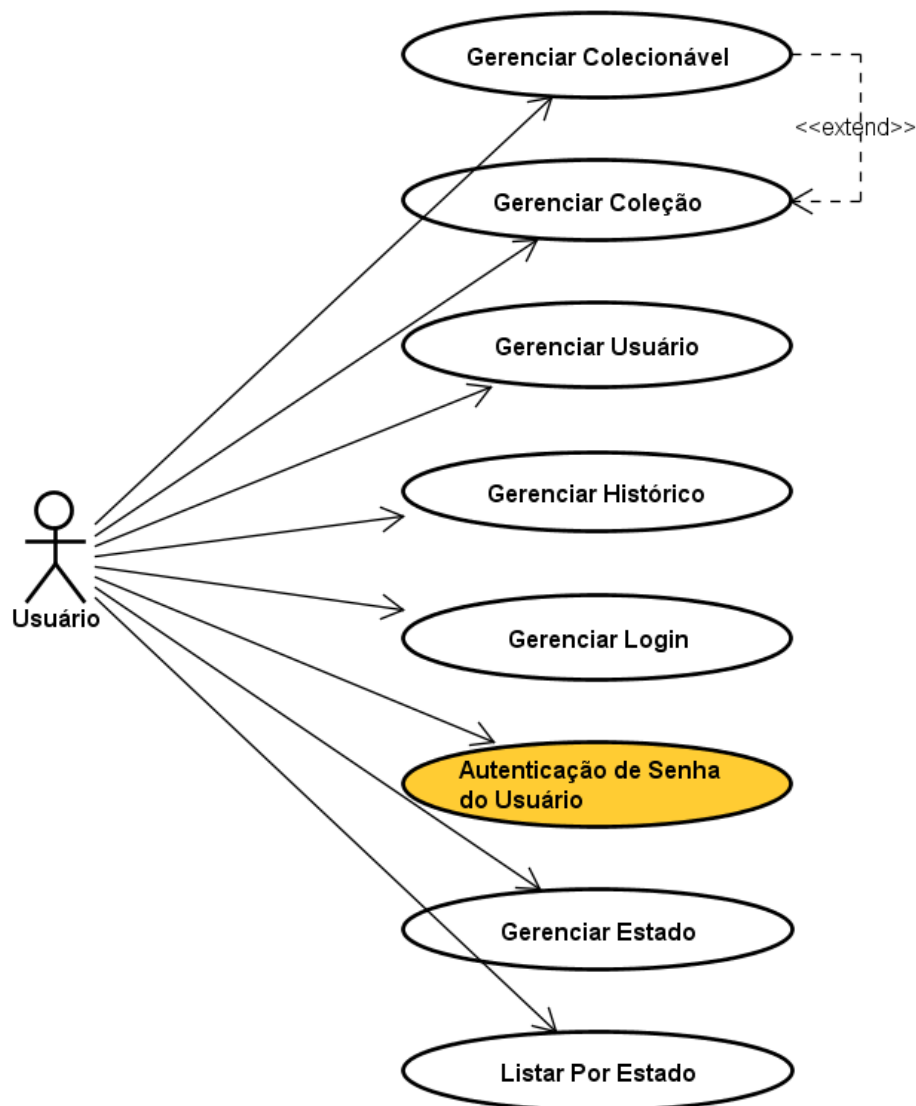 Gerenciar Colecionável
<<extend>>
Gerenciar Coleção
Gerenciar Usuário
Gerenciar Histórico
Usuário
Gerenciar Login
Autenticação de Senha
do Usuário
Gerenciar Estado
Listar Por Estado